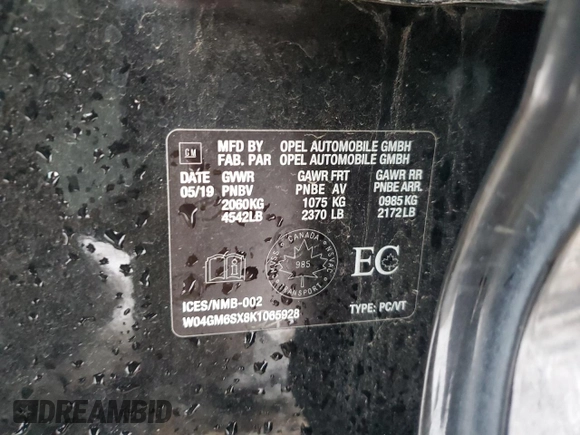 GM
MFD BY OPEL AUTOMOBILE GMBH
FAB. PAR OPEL AUTOMOBILE GMBH
DATE GVWR GAWR FRT GAWR RR
05/19 PNBV PNBE AV PNBE ARR.
2060KG 1075 KG 0985KG
4542LB 2370 LB 2172LB
CANADA
985
TRANSPORT
EC
ICES/NMB-002
W04GM6SX8K1065928 TYPE: PC/VT
DREAMBID